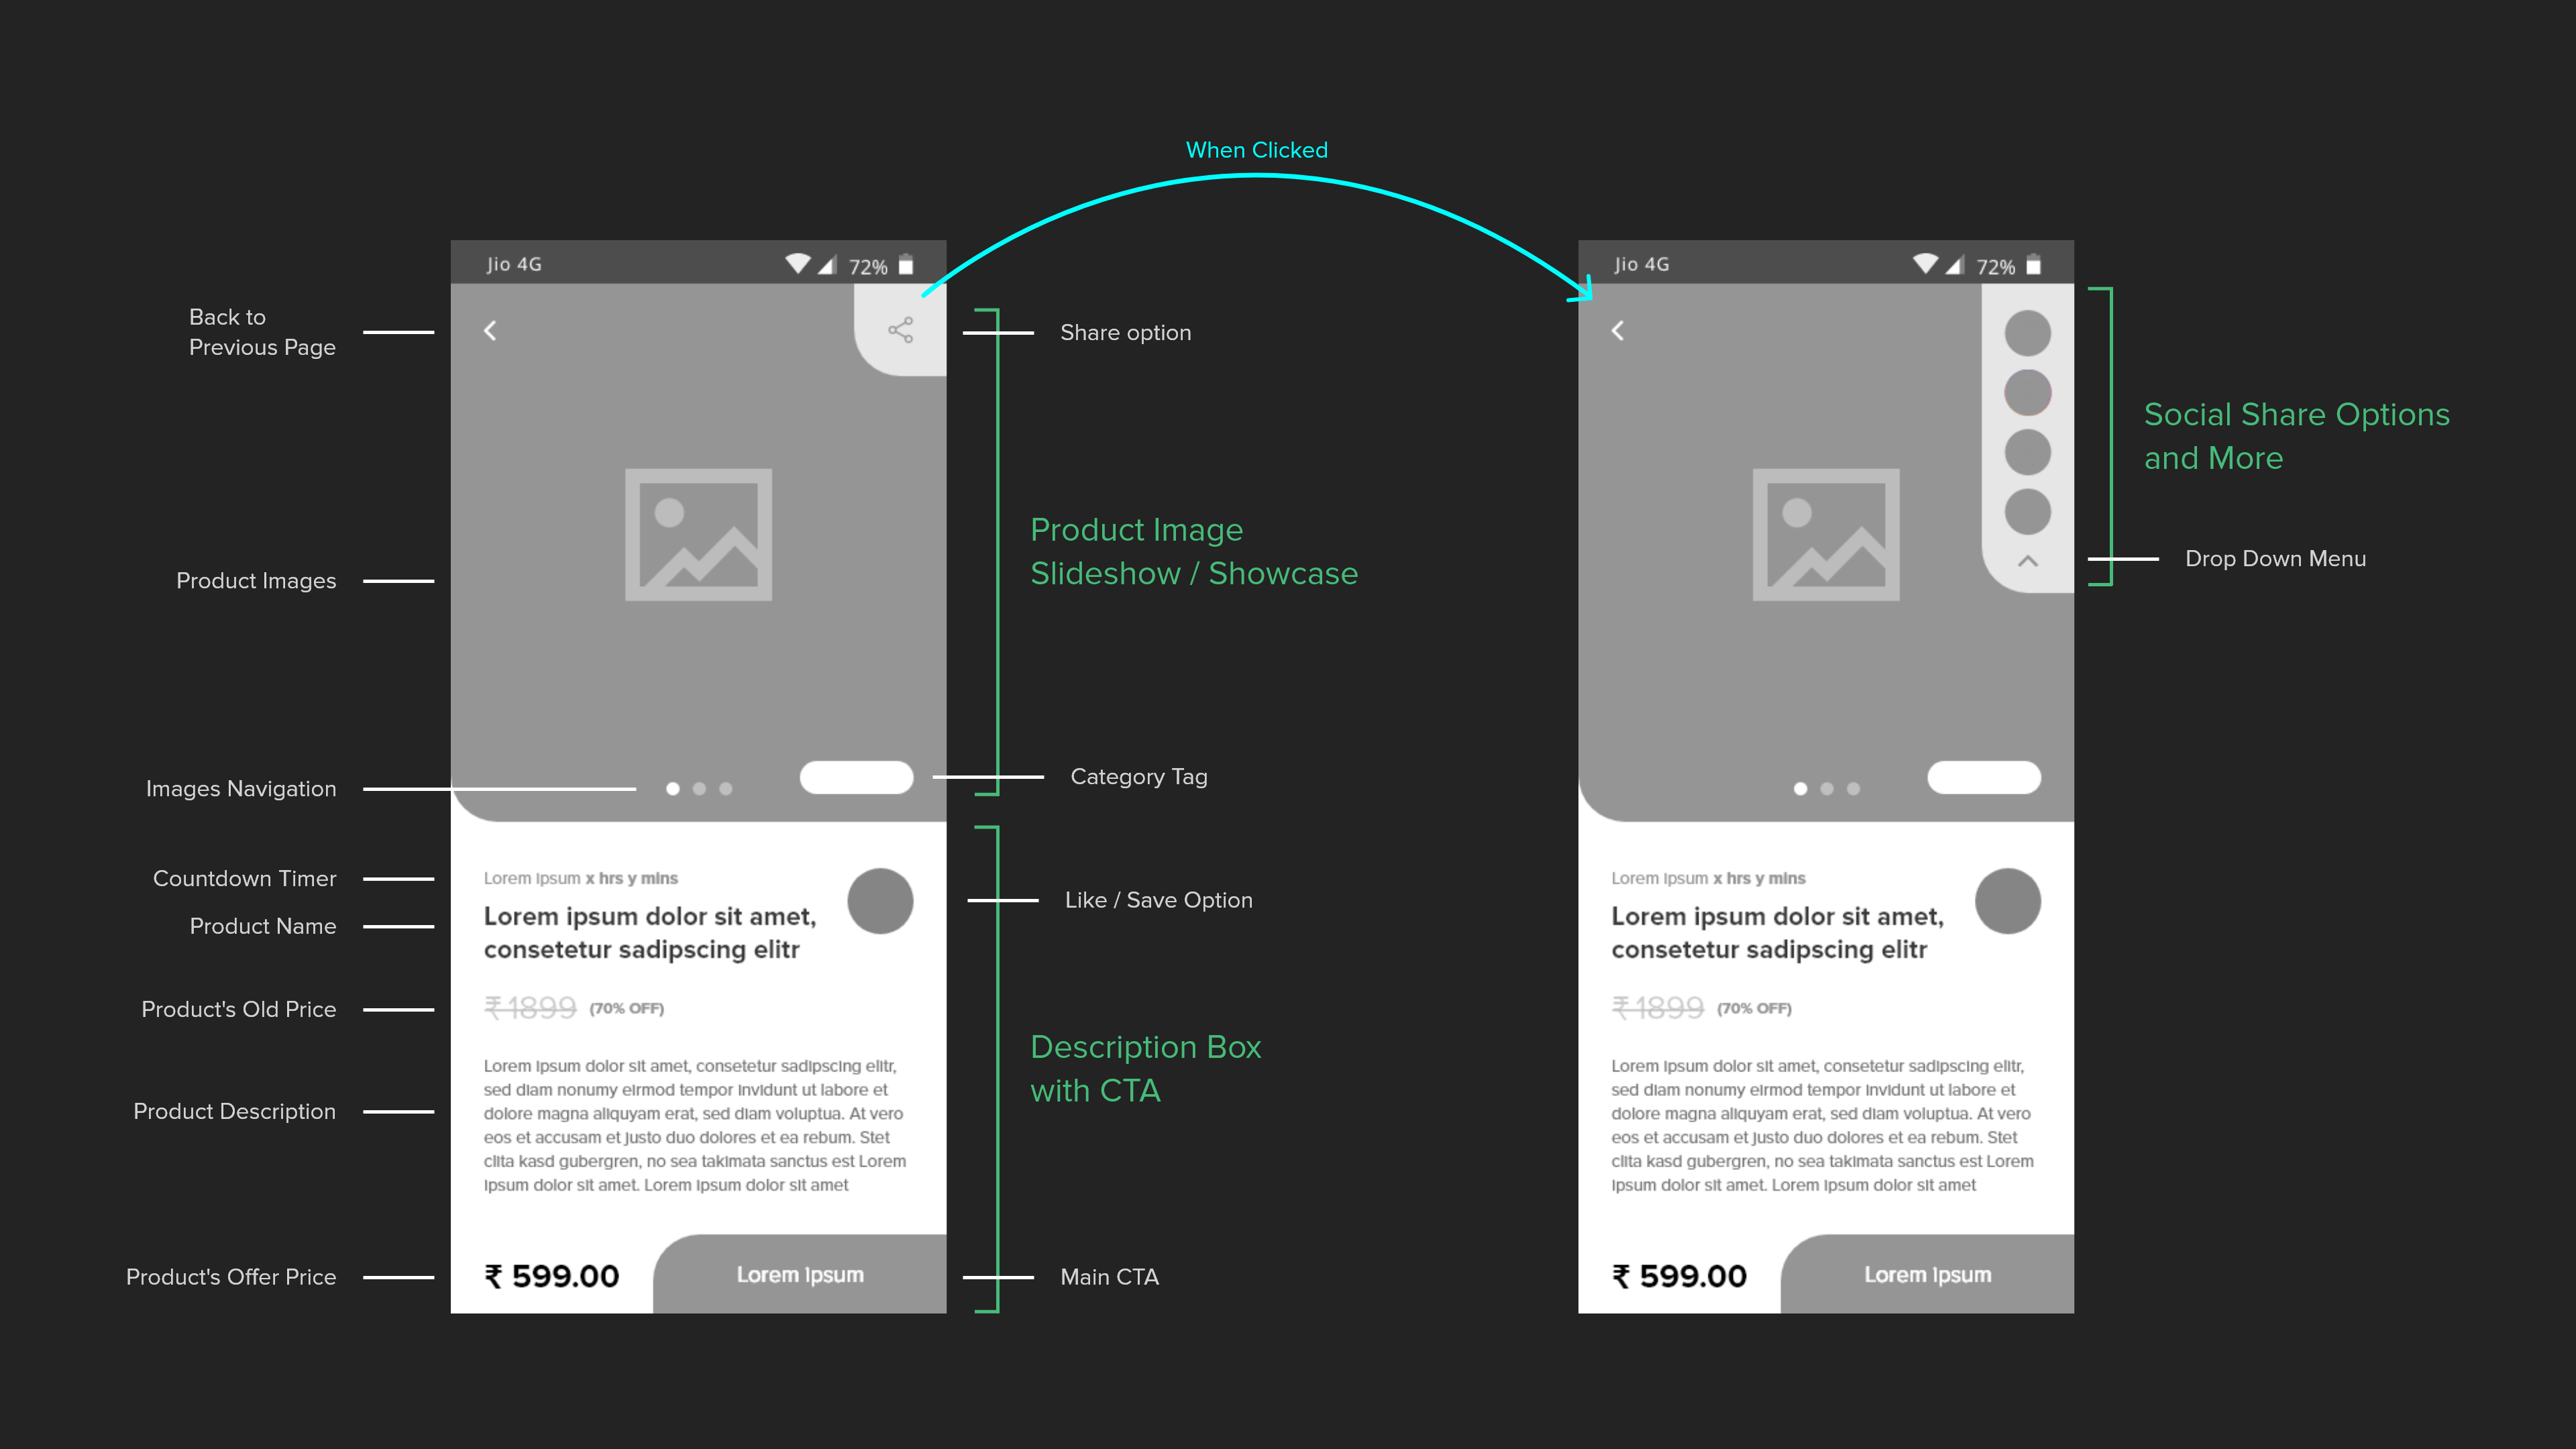 When Clicked
Jio 4G
72%
Back to
Previous Page
Share option
Product Images
Product Image
Slideshow / Showcase
Images Navigation
Category Tag
Countdown Timer
Lorem ipsum x hrs y mins
Like / Save Option
Product Name
Lorem ipsum dolor sit amet,
consetetur sadipscing elitr
Product's Old Price
₹ 1899 (70% OFF)
Description Box
with CTA
Product Description
Lorem ipsum dolor sit amet, consetetur sadipscing elitr,
sed diam nonumy eirmod tempor invidunt ut labore et
dolore magna aliquyam erat, sed diam voluptua. At vero
eos et accusam et justo duo dolores et ea rebum. Stet
clita kasd gubergren, no sea takimata sanctus est Lorem
ipsum dolor sit amet. Lorem ipsum dolor sit amet
Product's Offer Price
₹ 599.00
Lorem Ipsum
Main CTA
Jio 4G
72%
Social Share Options
and More
Drop Down Menu
Lorem ipsum x hrs y mins
Lorem ipsum dolor sit amet,
consetetur sadipscing elitr
₹ 1899 (70% OFF)
Lorem ipsum dolor sit amet, consetetur sadipscing elitr,
sed diam nonumy eirmod tempor invidunt ut labore et
dolore magna aliquyam erat, sed diam voluptua. At vero
eos et accusam et justo duo dolores et ea rebum. Stet
clita kasd gubergren, no sea takimata sanctus est Lorem
ipsum dolor sit amet. Lorem ipsum dolor sit amet
₹ 599.00
Lorem Ipsum